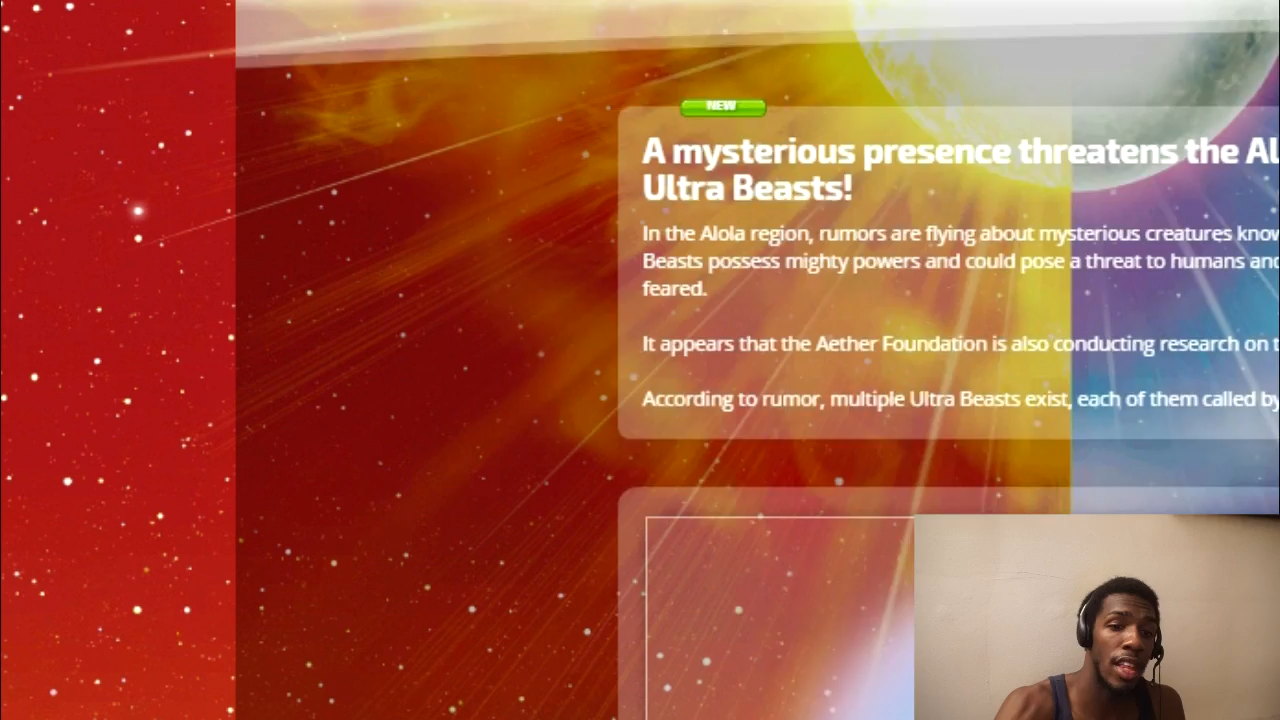 NEW
A mysterious presence threatens the Al
Ultra Beasts!
In the Alola region, rumors are flying about mysterious creatures know
Beasts possess mighty powers and could pose a threat to humans and
feared.
It appears that the Aether Foundation is also conducting research on t
According to rumor, multiple Ultra Beasts exist, each of them called by